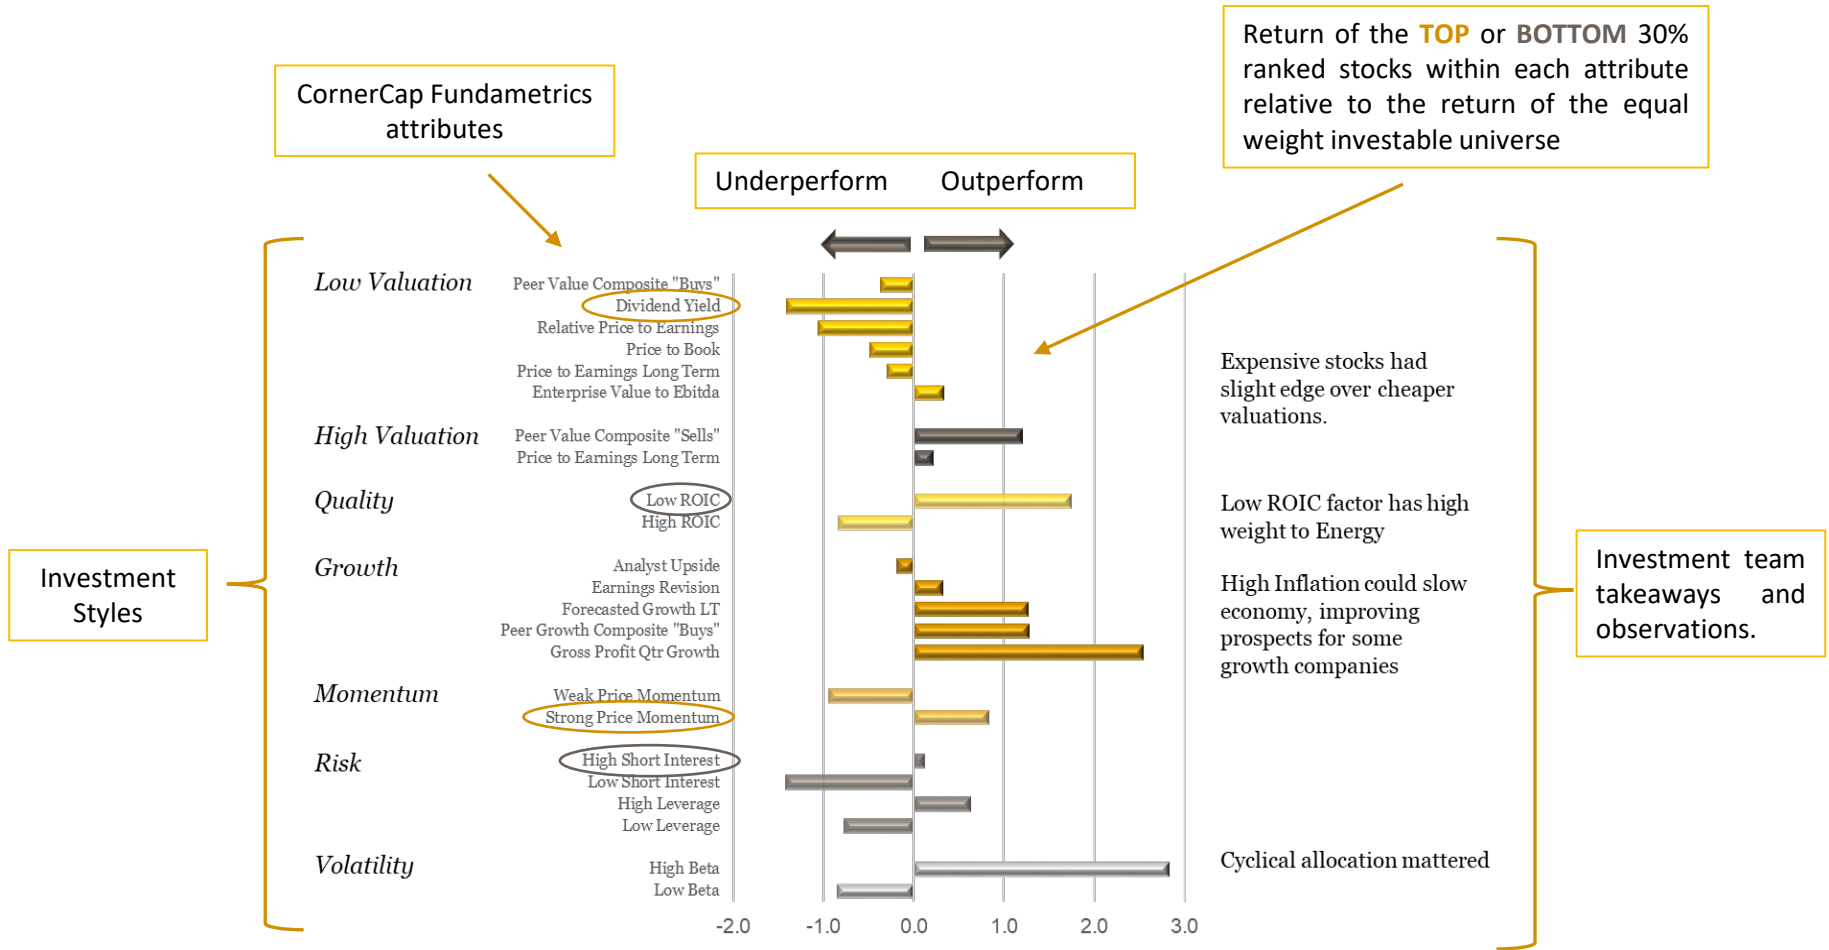 Return of the TOP or BOTTOM 30%
ranked stocks within each attribute
relative to the return of the equal
weight investable universe
CornerCap Fundametrics
attributes
Underperform Outperform
Low Valuation
Peer Value Composite "Buys"
Dividend Yield
Relative Price to Earnings
Price to Book
Price to Earnings Long Term
Enterprise Value to Ebitda
Expensive stocks had
slight edge over cheaper
valuations.
High Valuation
Peer Value Composite "Sells"
Price to Earnings Long Term
Quality
Low ROIC
High ROIC
Low ROIC factor has high
weight to Energy
Investment
Styles
Growth
Analyst Upside
Earnings Revision
Forecasted Growth LT
Peer Growth Composite "Buys"
Gross Profit Qtr Growth
High Inflation could slow
economy, improving
prospects for some
growth companies
Investment team
takeaways and
observations.
Momentum
Weak Price Momentum
Strong Price Momentum
Risk
High Short Interest
Low Short Interest
High Leverage
Low Leverage
Volatility
High Beta
Low Beta
Cyclical allocation mattered
-2.0 -1.0 0.0 1.0 2.0 3.0